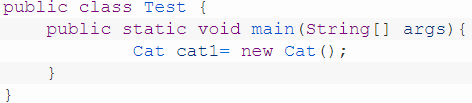 public class Test {
    public static void main(String[] args){
            Cat cat1= new Cat();
    }
}